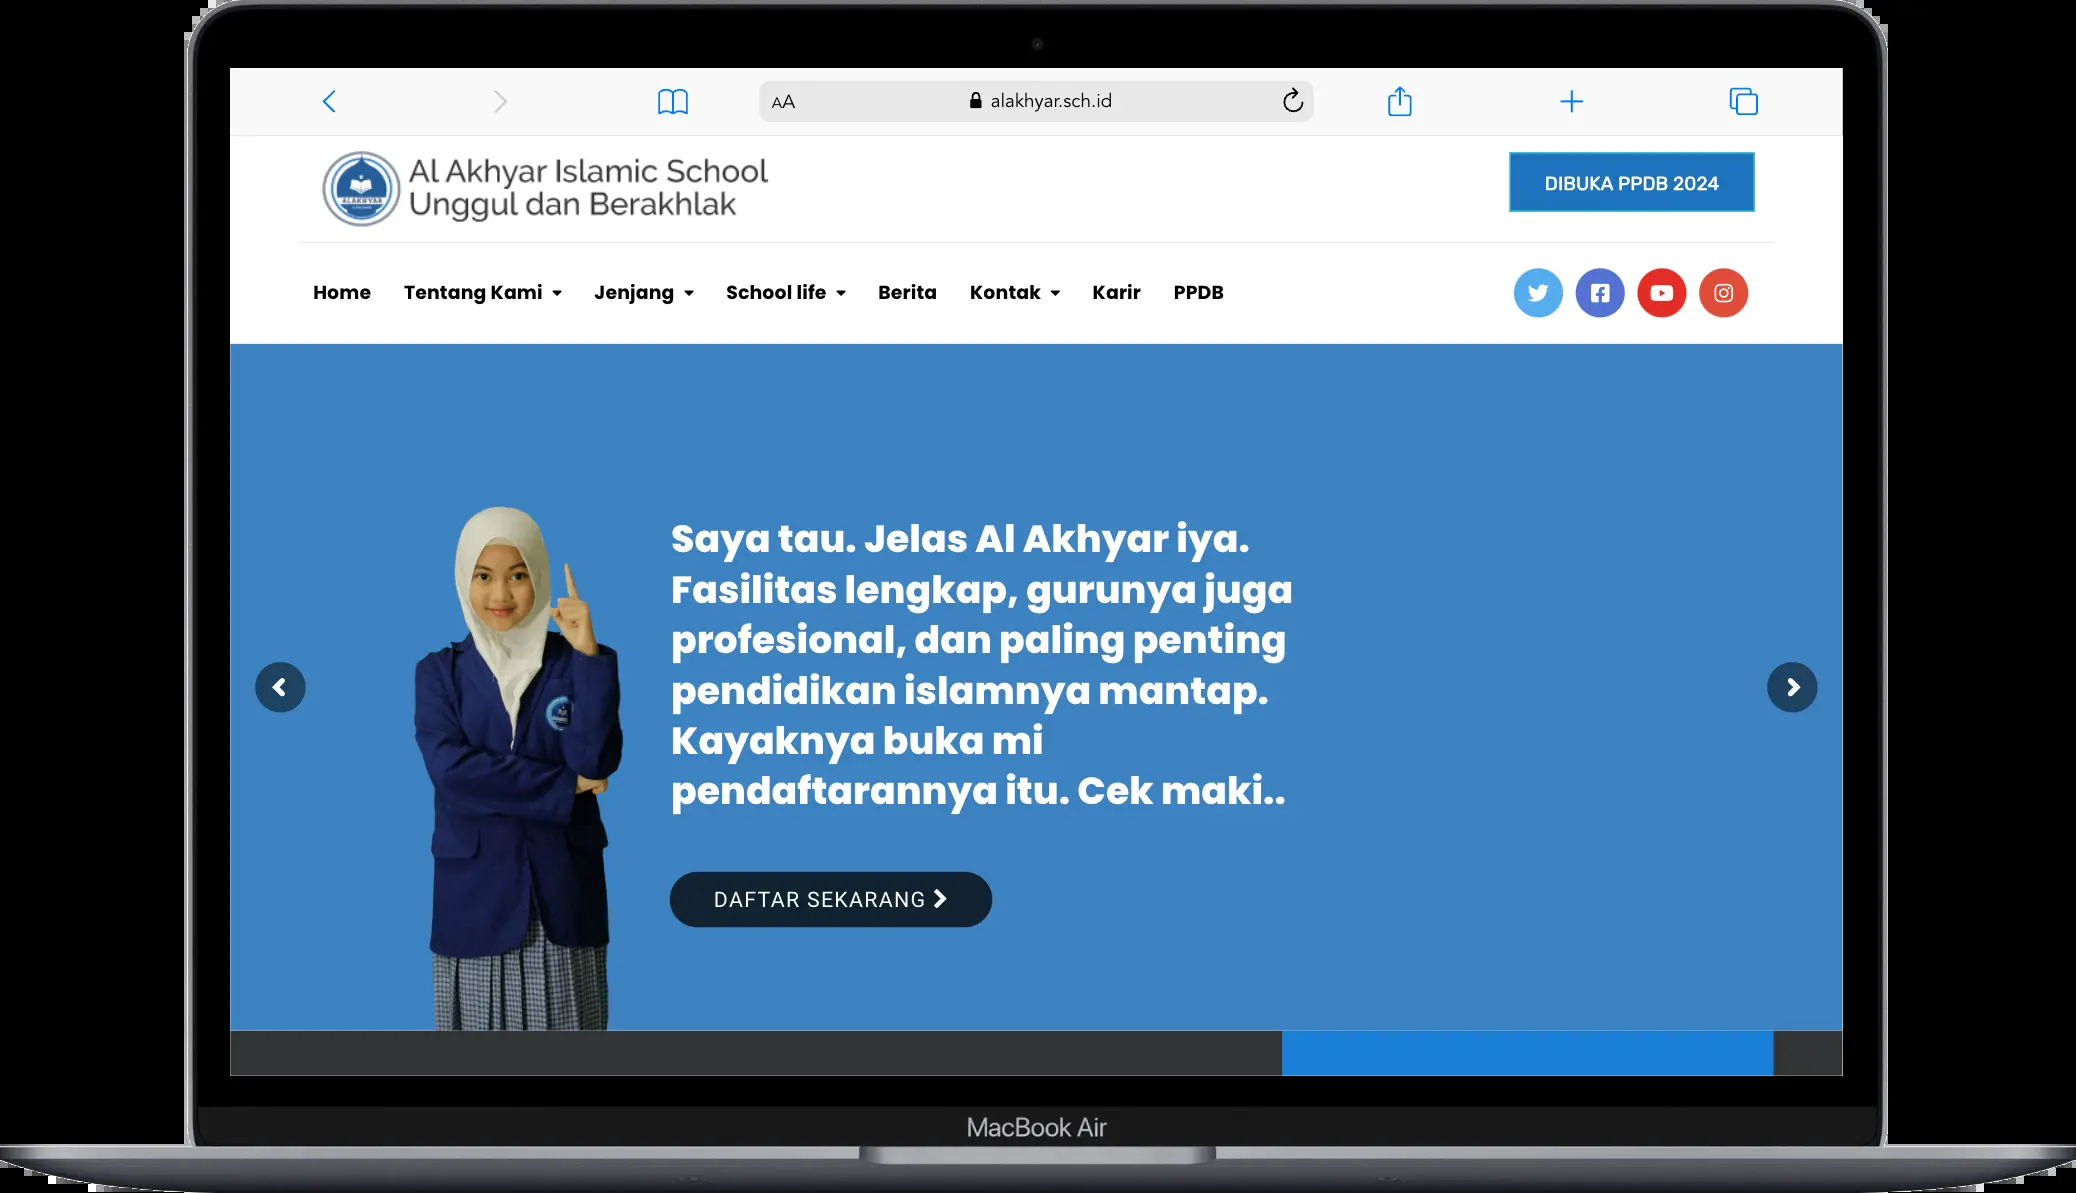 AA
alakhyar.sch.id
ALAKHYAR
Al Akhyar Islamic School
Unggul dan Berakhlak
DIBUKA PPDB 2024
Home Tentang Kami Jenjang School life Berita Kontak Karir PPDB
Saya tau. Jelas Al Akhyar iya.
Fasilitas lengkap, gurunya juga
profesional, dan paling penting
pendidikan islamnya mantap.
Kayaknya buka mi
pendaftarannya itu. Cek maki..
DAFTAR SEKARANG
MacBook Air